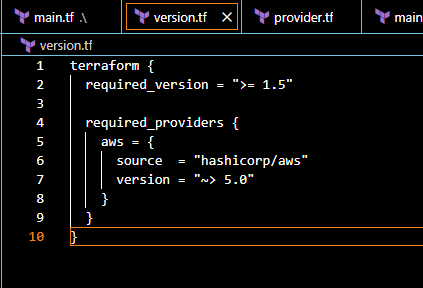 main.tf .\ version.tf × provider.tf main
version.tf
1 terraform {
2   required_version = ">= 1.5"
3
4   required_providers {
5     aws = {
6       source  = "hashicorp/aws"
7       version = "~> 5.0"
8     }
9   }
10 }